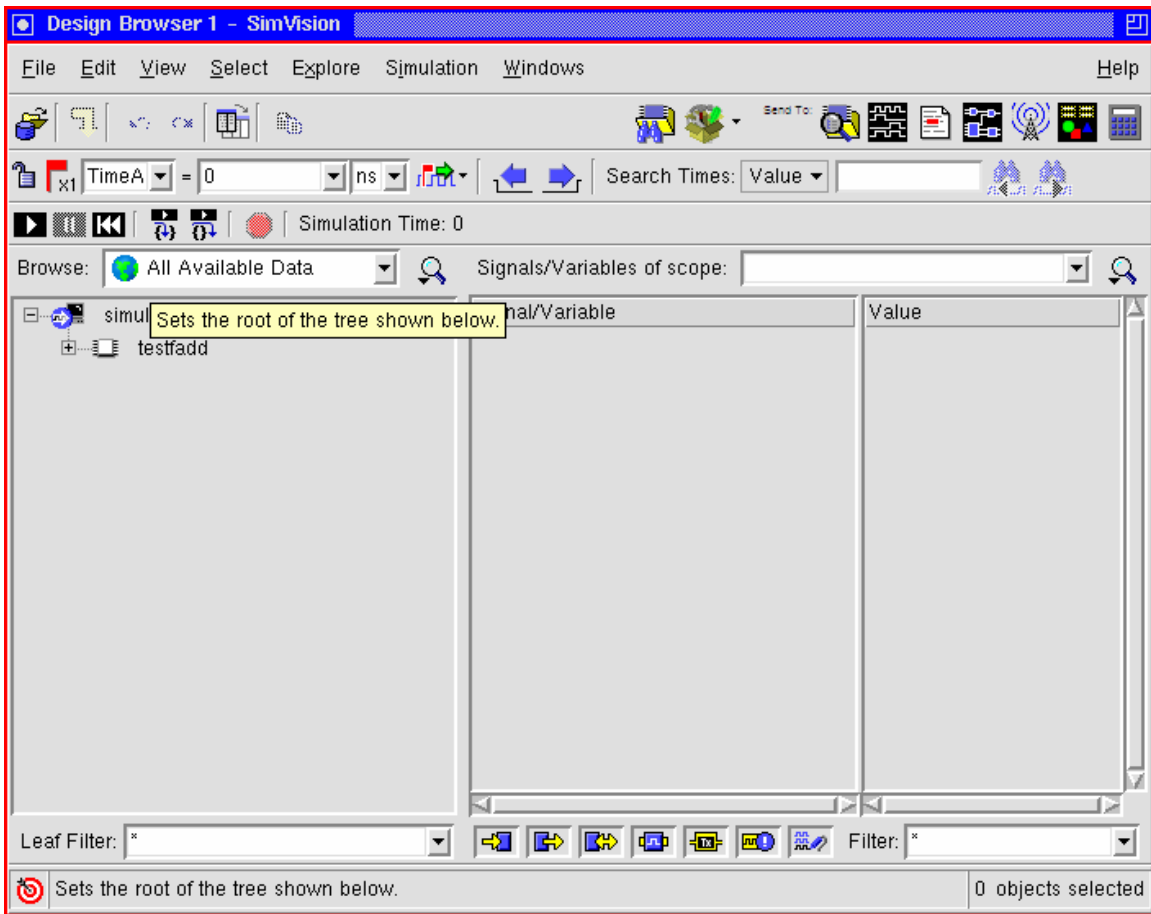 Design Browser 1 - SimVision
File Edit View Select Explore Simulation Windows Help
Send To:
x1 TimeA = 0 ns Search Times: Value
Simulation Time: 0
Browse: All Available Data Signals/Variables of scope:
simul Sets the root of the tree shown below. nal/Variable Value
testfadd
Leaf Filter: * TX Filter: *
Sets the root of the tree shown below. 0 objects selected